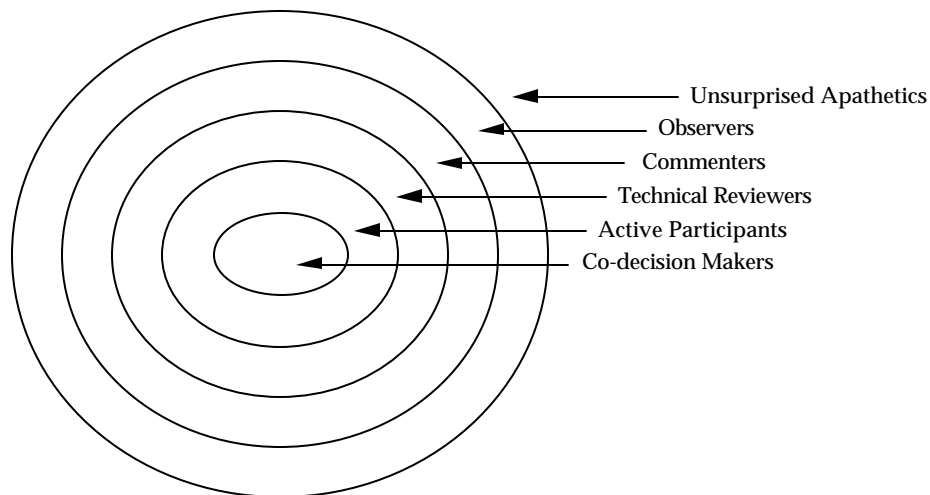 Unsurprised Apathetics
Observers
Commenters
Technical Reviewers
Active Participants
Co-decision Makers